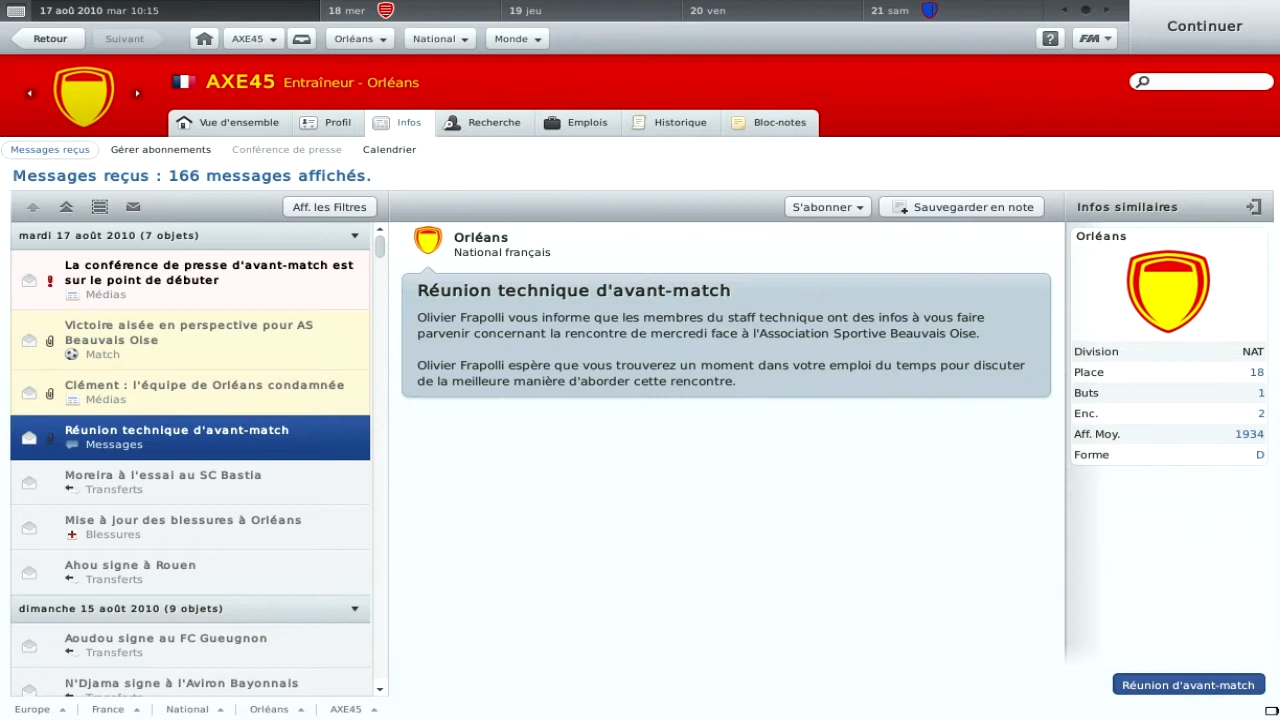 17 aoû 2010 mar 10:15
18 mer
19 jeu
20 ven
21 sam
Continuer
Retour
Suivant
AXE45
Orléans
National
Monde
?
FM
AXE45 Entraîneur - Orléans
Vue d'ensemble
Profil
Infos
Recherche
Emplois
Historique
Bloc-notes
Messages reçus
Gérer abonnements
Conférence de presse
Calendrier
Messages reçus : 166 messages affichés.
Aff. les Filtres
S'abonner
Sauvegarder en note
Infos similaires
mardi 17 août 2010 (7 objets)
La conférence de presse d'avant-match est
sur le point de débuter
Médias
Victoire aisée en perspective pour AS
Beauvais Oise
Match
Clément : l'équipe de Orléans condamnée
Médias
Réunion technique d'avant-match
Messages
Moreira à l'essai au SC Bastia
Transferts
Mise à jour des blessures à Orléans
Blessures
Ahou signe à Rouen
Transferts
dimanche 15 août 2010 (9 objets)
Aoudou signe au FC Gueugnon
Transferts
N'Djama signe à l'Aviron Bayonnais
Transferts
Orléans
National français
Réunion technique d'avant-match
Olivier Frapolli vous informe que les membres du staff technique ont des infos à vous faire
parvenir concernant la rencontre de mercredi face à l'Association Sportive Beauvais Oise.
Olivier Frapolli espère que vous trouverez un moment dans votre emploi du temps pour discuter
de la meilleure manière d'aborder cette rencontre.
Orléans
Division NAT
Place 18
Buts 1
Enc. 2
Aff. Moy. 1934
Forme D
Réunion d'avant-match
Europe
France
National
Orléans
AXE45